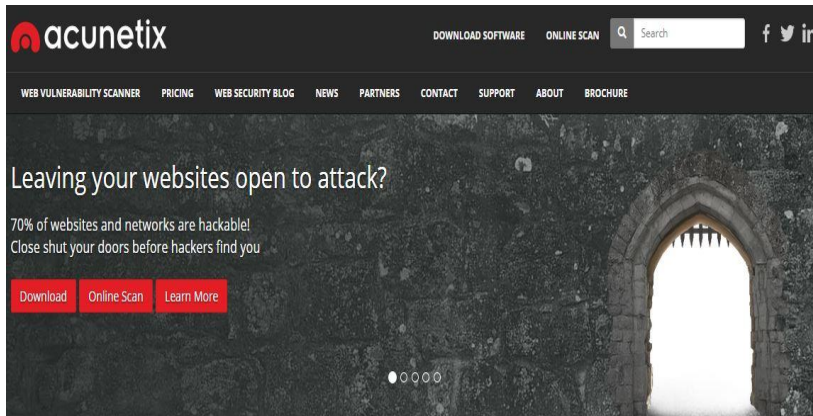 acunetix
DOWNLOAD SOFTWARE ONLINE SCAN Search
WEB VULNERABILITY SCANNER PRICING WEB SECURITY BLOG NEWS PARTNERS CONTACT SUPPORT ABOUT BROCHURE
Leaving your websites open to attack?
70% of websites and networks are hackable!
Close shut your doors before hackers find you
Download Online Scan Learn More